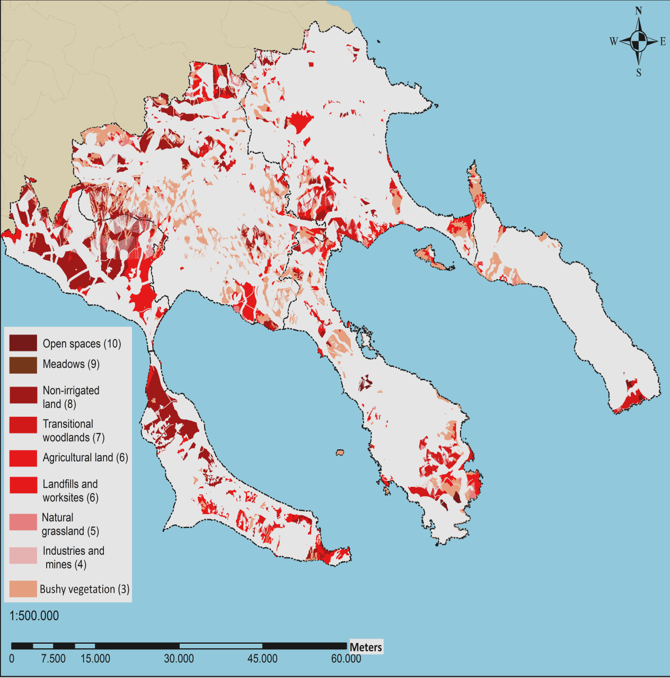 N
W E
S
Open spaces (10)
Meadows (9)
Non-irrigated
land (8)
Transitional
woodlands (7)
Agricultural land (6)
Landfills and
worksites (6)
Natural
grassland (5)
Industries and
mines (4)
Bushy vegetation (3)
1:500.000
Meters
0 7.500 15.000 30.000 45.000 60.000